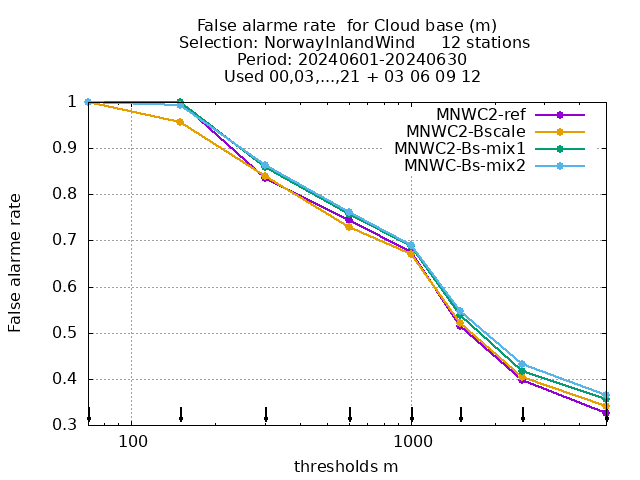 False alarme rate  for Cloud base (m)
Selection: NorwayInlandWind     12 stations
Period: 20240601-20240630
Used 00,03,...,21 + 03 06 09 12
MNWC2-ref
MNWC2-Bscale
MNWC2-Bs-mix1
MNWC-Bs-mix2
False alarme rate
1
0.9
0.8
0.7
0.6
0.5
0.4
0.3
100
1000
thresholds m